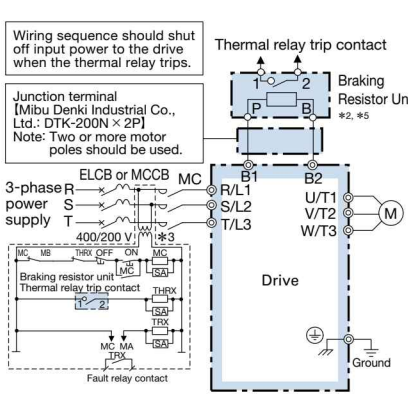 Wiring sequence should shut
off input power to the drive
when the thermal relay trips.
Thermal relay trip contact
1 2
Braking
Resistor Un
*2, *5
P B
Junction terminal
【Mibu Denki Industrial Co.,
Ltd.: DTK-200N × 2P】
Note: Two or more motor
poles should be used.
B1 B2
ELCB or MCCB MC
3-phase
power
supply
R
S
T
R/L1
S/L2
T/L3
400/200 V
*3
U/T1
V/T2
W/T3
M
Drive
Ground
MC MB THRX OFF ON MC
MC
SA
Braking resistor unit
Thermal relay trip contact
1 2
THRX
SA
TRX
SA
MC MA
TRX
Fault relay contact